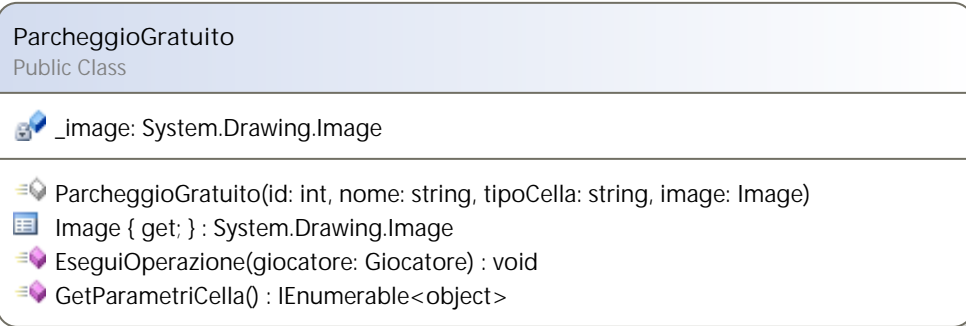 ParcheggioGratuito
Public Class
_image: System.Drawing.Image
ParcheggioGratuito(id: int, nome: string, tipoCella: string, image: Image)
Image { get; } : System.Drawing.Image
EseguiOperazione(giocatore: Giocatore) : void
GetParametriCella() : IEnumerable<object>